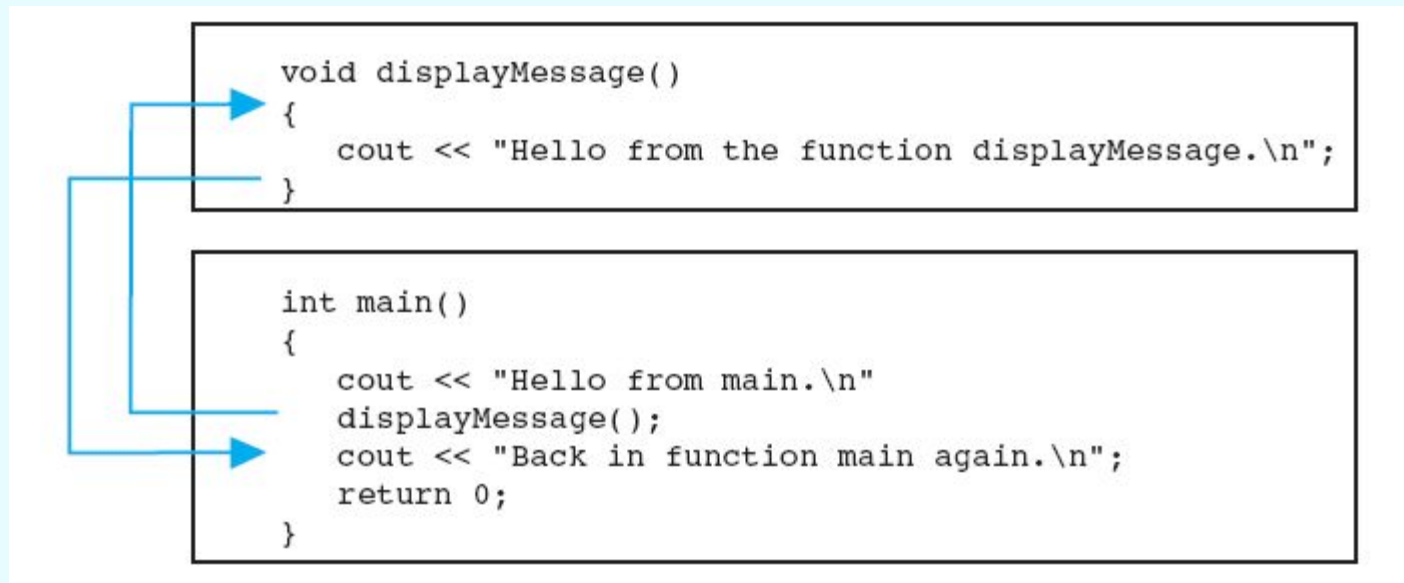 void displayMessage()
{
   cout << "Hello from the function displayMessage.\n";
}
int main()
{
   cout << "Hello from main.\n"
   displayMessage();
   cout << "Back in function main again.\n";
   return 0;
}